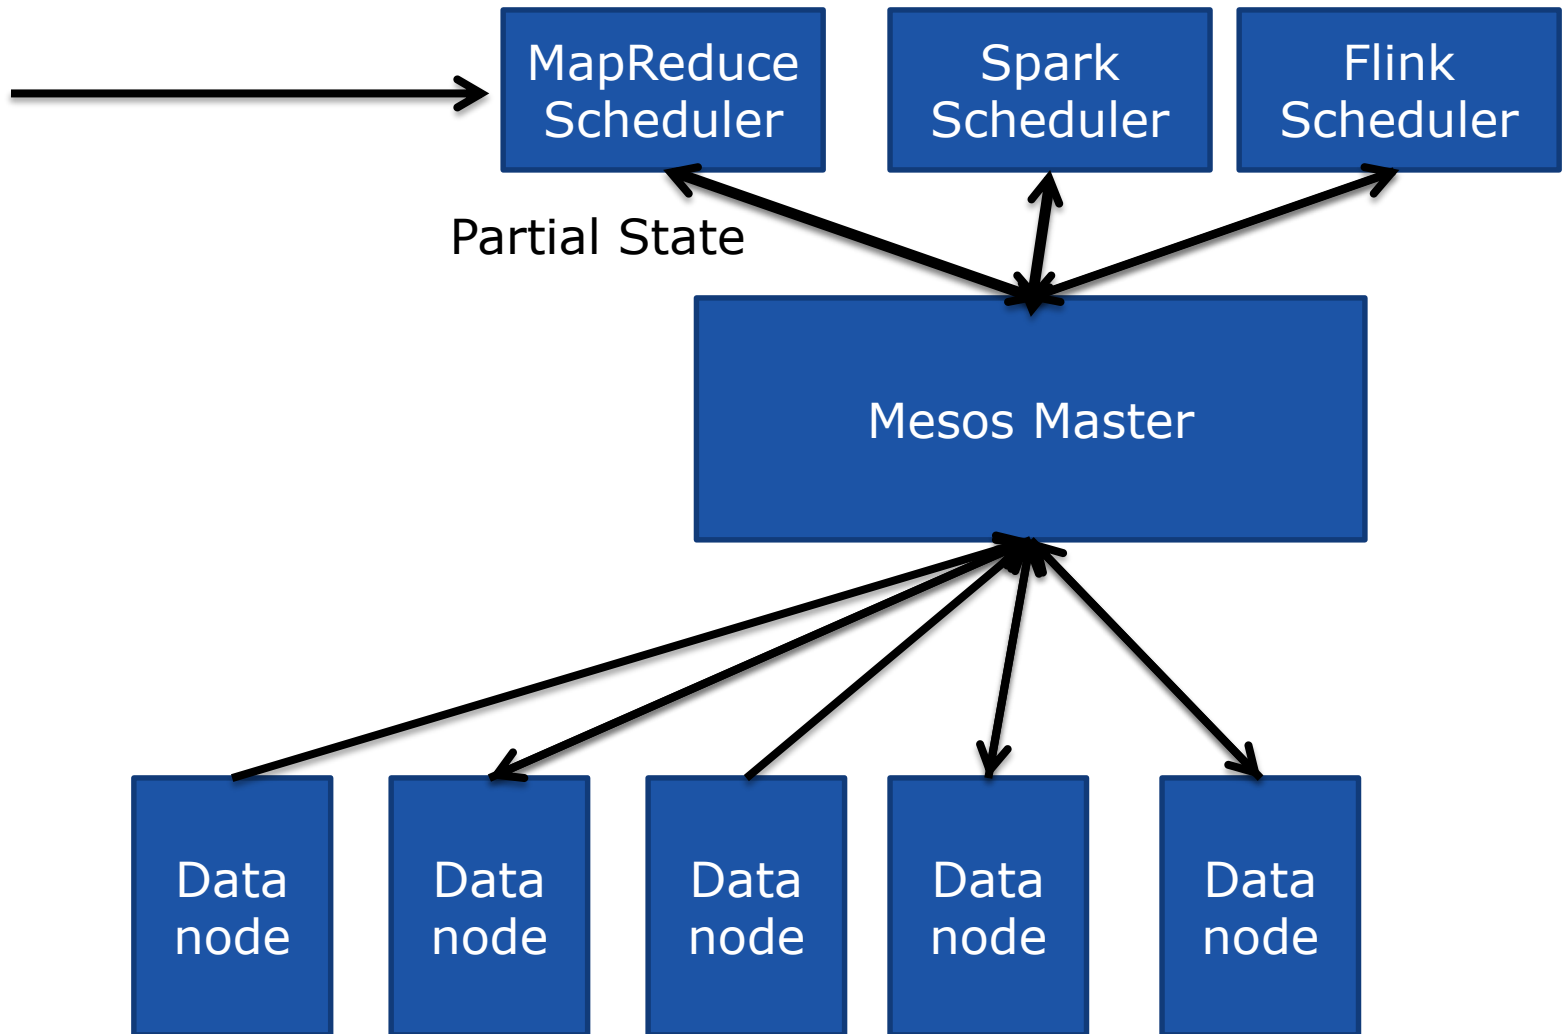 MapReduce
Scheduler
Spark
Scheduler
Flink
Scheduler
Partial State
Mesos Master
Data
node
Data
node
Data
node
Data
node
Data
node